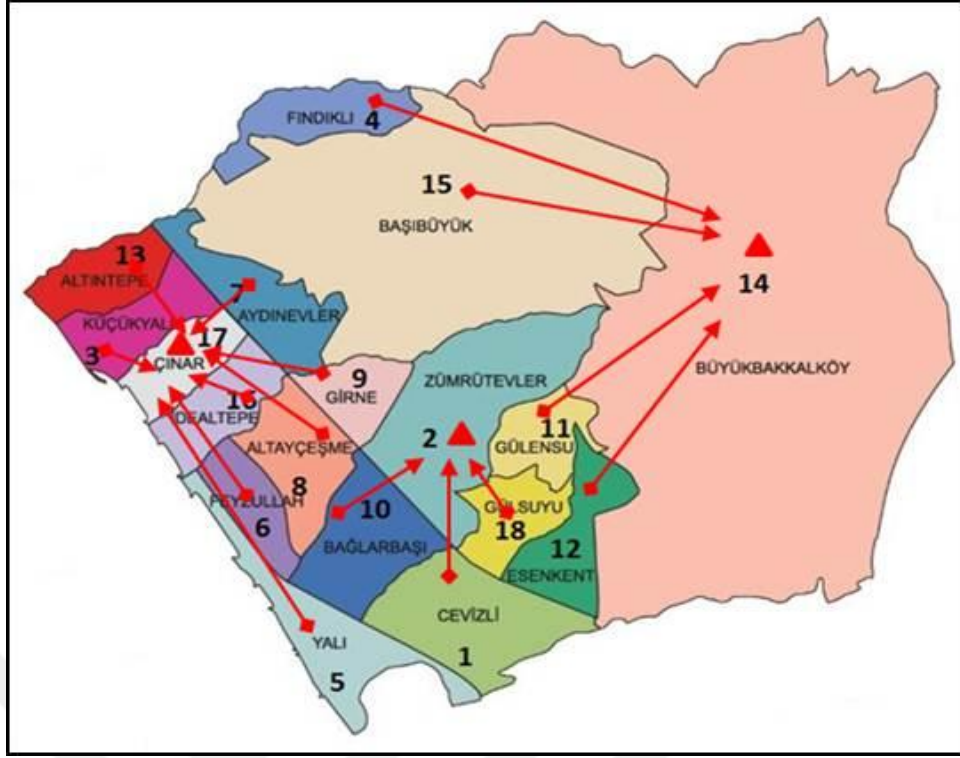 FINDIKLI 4
15
BAŞIBÜYÜK
13
ALTINTEPE
14
7
AYDINEVLER
KÜÇÜKYALI
17
3
ÇINAR
BÜYÜKBAKKALKÖY
9
GİRNE
ZÜMRÜTEVLER
16
DEALTEPE
11
GÜLENSU
2
ALTAYÇEŞME
8
FEYZULLAH
6
10
GÜLSUYU
18
BAĞLARBAŞI
12
ESENKENT
CEVİZLİ
1
YALI
5